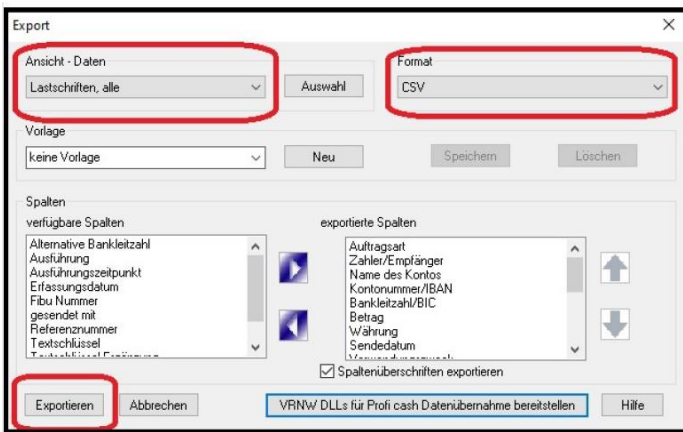 Export
Ansicht - Daten
Format
Lastschriften, alle
Auswahl
CSV
Vorlage
keine Vorlage
Neu
Speichern
Löschen
Spalten
verfügbare Spalten
exportierte Spalten
Alternative Bankleitzahl
Ausführung
Ausführungszeitpunkt
Erfassungsdatum
Fibu Nummer
gesendet mit
Referenznummer
Textschlüssel
Auftragsart
Zahler/Empfänger
Name des Kontos
Kontonummer/IBAN
Bankleitzahl/BIC
Betrag
Währung
Sendedatum
Spaltenüberschriften exportieren
Exportieren
Abbrechen
VRNW DLLs für Profi cash Datenübernahme bereitstellen
Hilfe